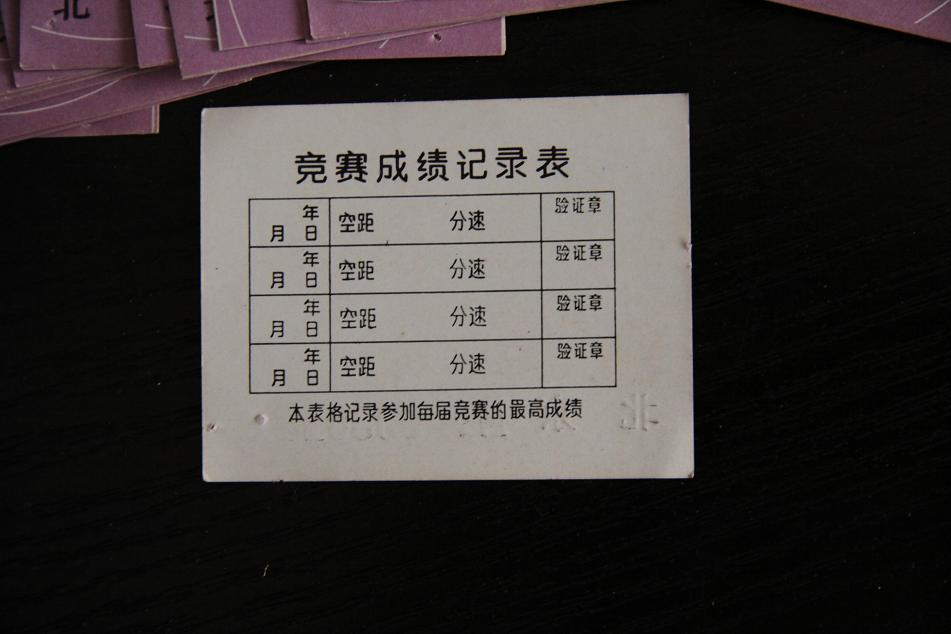 北
竞赛成绩记录表
年
月 日
空距 分速
验证章
年
月 日
空距 分速
验证章
年
月 日
空距 分速
验证章
年
月 日
空距 分速
验证章
本表格记录参加每届竞赛的最高成绩